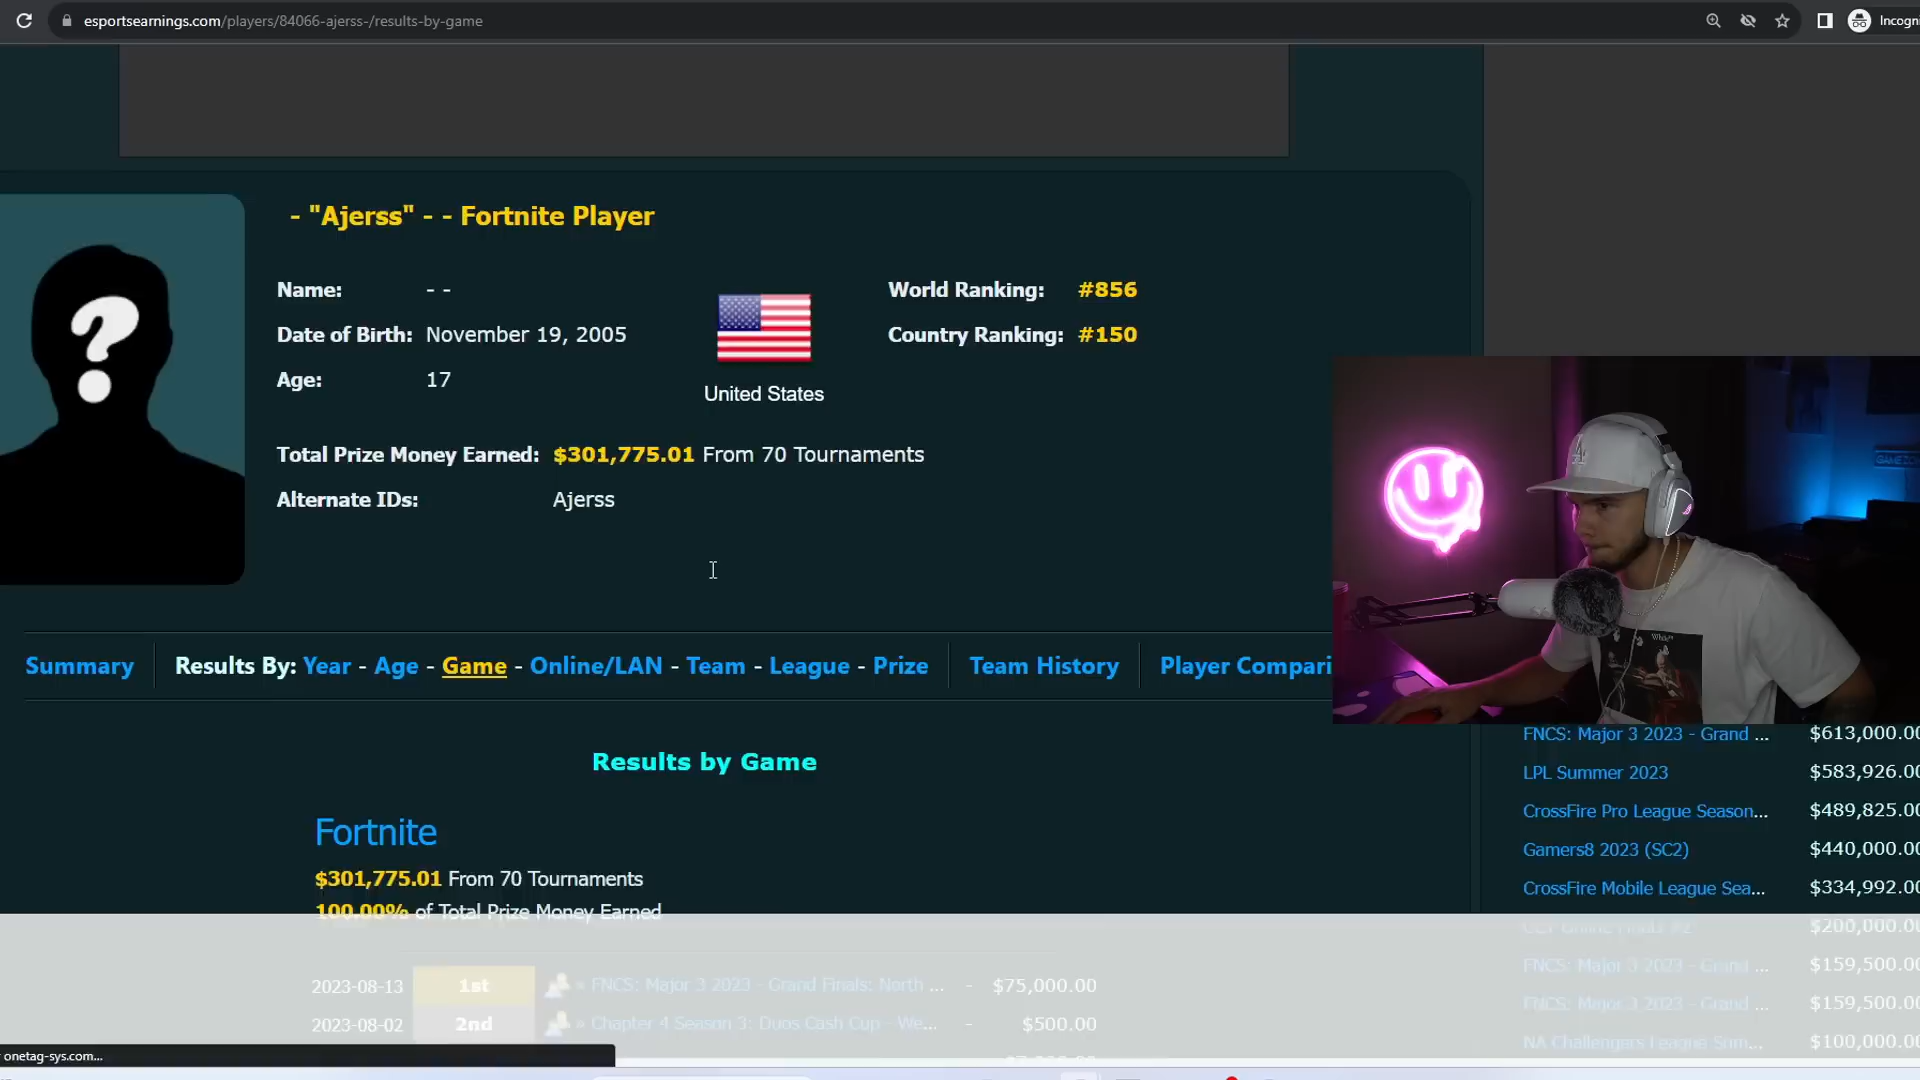 esportsearnings.com/players/84066-ajerss-/results-by-game
- "Ajerss" - - Fortnite Player
Name: - -
Date of Birth: November 19, 2005
Age: 17
United States
World Ranking: #856
Country Ranking: #150
Total Prize Money Earned: $301,775.01 From 70 Tournaments
Alternate IDs: Ajerss
Summary Results By: Year - Age - Game - Online/LAN - Team - League - Prize Team History Player Compari
Results by Game
Fortnite
$301,775.01 From 70 Tournaments
100.00% of Total Prize Money Earned
2023-08-13 1st » FNCS: Major 3 2023 - Grand Finals: North ... - $75,000.00
2023-08-02 2nd » Chapter 4 Season 3: Duos Cash Cup - We... - $500.00
FNCS: Major 3 2023 - Grand ... $613,000.00
LPL Summer 2023 $583,926.00
CrossFire Pro League Season... $489,825.00
Gamers8 2023 (SC2) $440,000.00
CrossFire Mobile League Sea... $334,992.00
$200,000.00
FNCS: Major 3 2023 - Grand ... $159,500.00
FNCS: Major 3 2023 - Grand ... $159,500.00
NA Challengers League Sum... $100,000.00
onetag-sys.com...